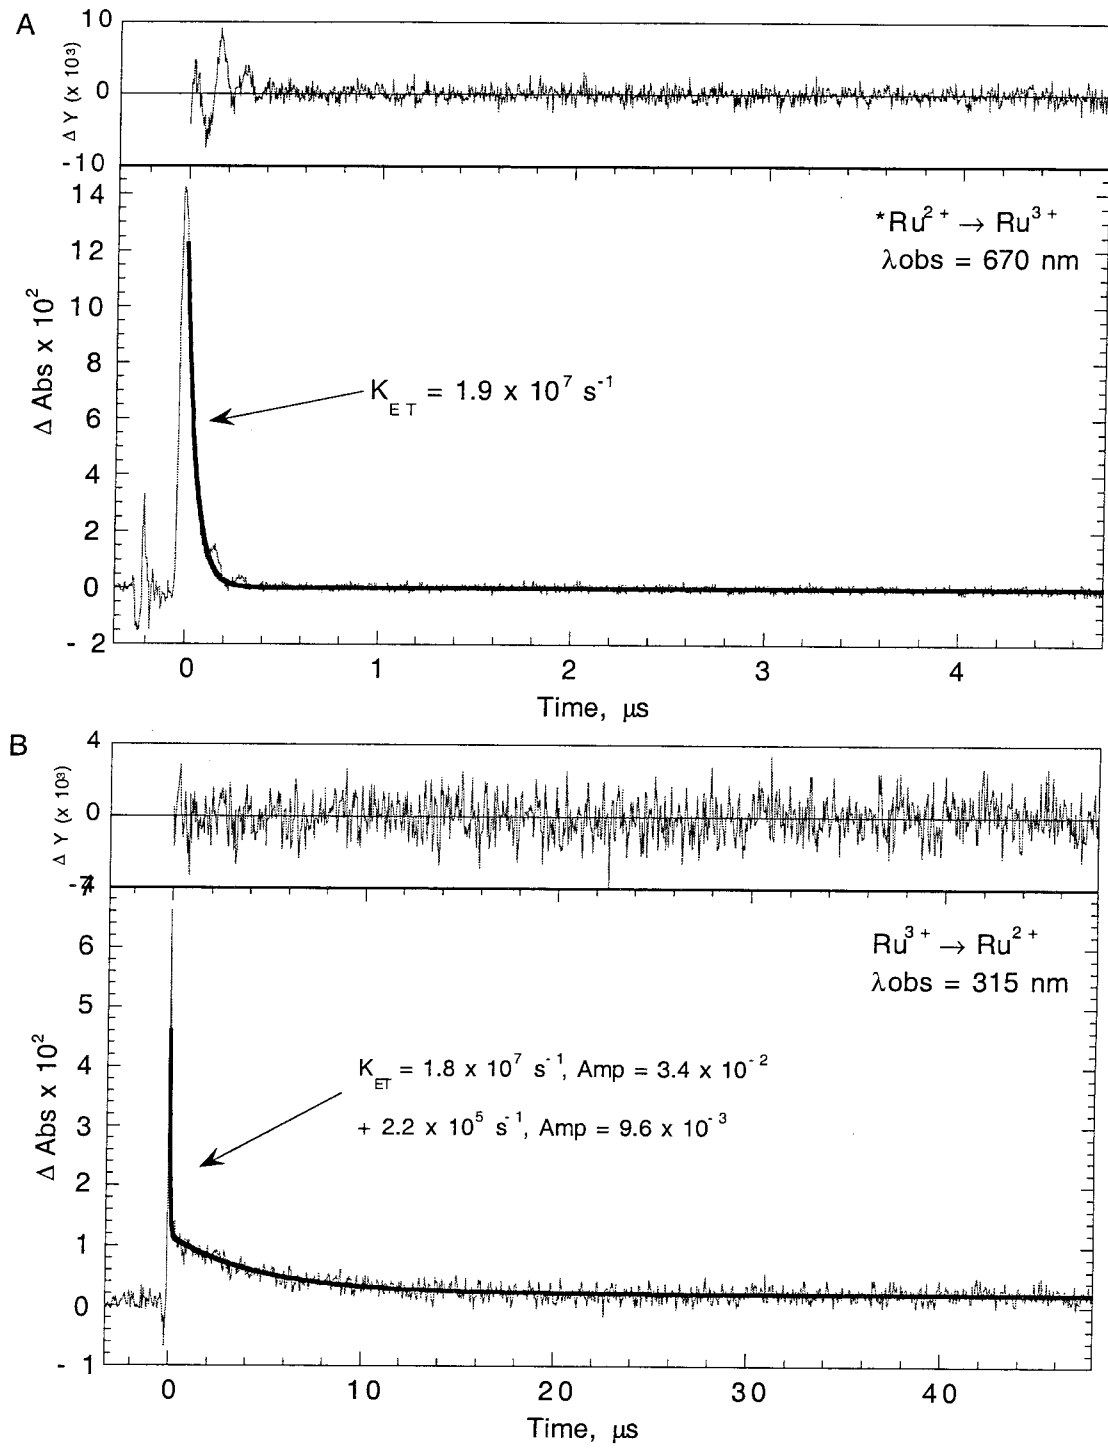 A
10
0
-10
Δ Y (x 10³)
14
12
10
8
6
4
2
0
- 2
Δ Abs x 10²
*Ru²⁺ → Ru³⁺
λobs = 670 nm
K_ET = 1.9 x 10⁷ s⁻¹
0 1 2 3 4
Time, μs
B
4
0
-4
Δ Y (x 10³)
7
6
5
4
3
2
1
0
- 1
Δ Abs x 10²
Ru³⁺ → Ru²⁺
λobs = 315 nm
K_ET = 1.8 x 10⁷ s⁻¹, Amp = 3.4 x 10⁻²
+ 2.2 x 10⁵ s⁻¹, Amp = 9.6 x 10⁻³
0 10 20 30 40
Time, μs